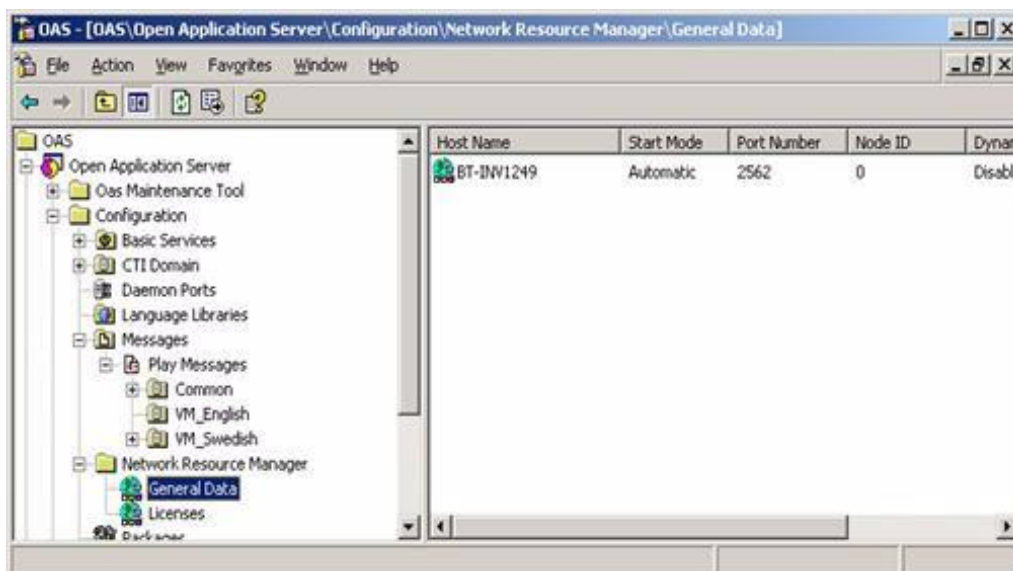 OAS - [OAS\Open Application Server\Configuration\Network Resource Manager\General Data]
File Action View Favorites Window Help
OAS
Open Application Server
Oas Maintenance Tool
Configuration
Basic Services
CTI Domain
Daemon Ports
Language Libraries
Messages
Play Messages
Common
VM_English
VM_Swedish
Network Resource Manager
General Data
Licenses
Packages
Host Name Start Mode Port Number Node ID Dynar
BT-INV1249 Automatic 2562 0 Disabl